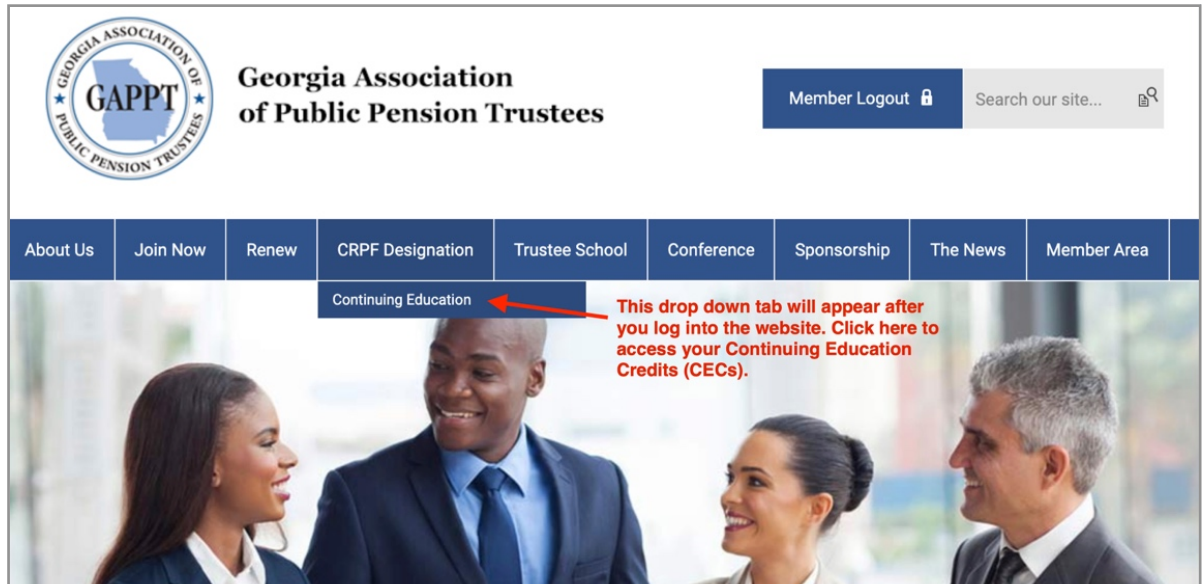 GEORGIA ASSOCIATION OF
GAPPT
PUBLIC PENSION TRUSTEES
Georgia Association
of Public Pension Trustees
Member Logout
Search our site...
About Us
Join Now
Renew
CRPF Designation
Trustee School
Conference
Sponsorship
The News
Member Area
Continuing Education
This drop down tab will appear after
you log into the website. Click here to
access your Continuing Education
Credits (CECs).